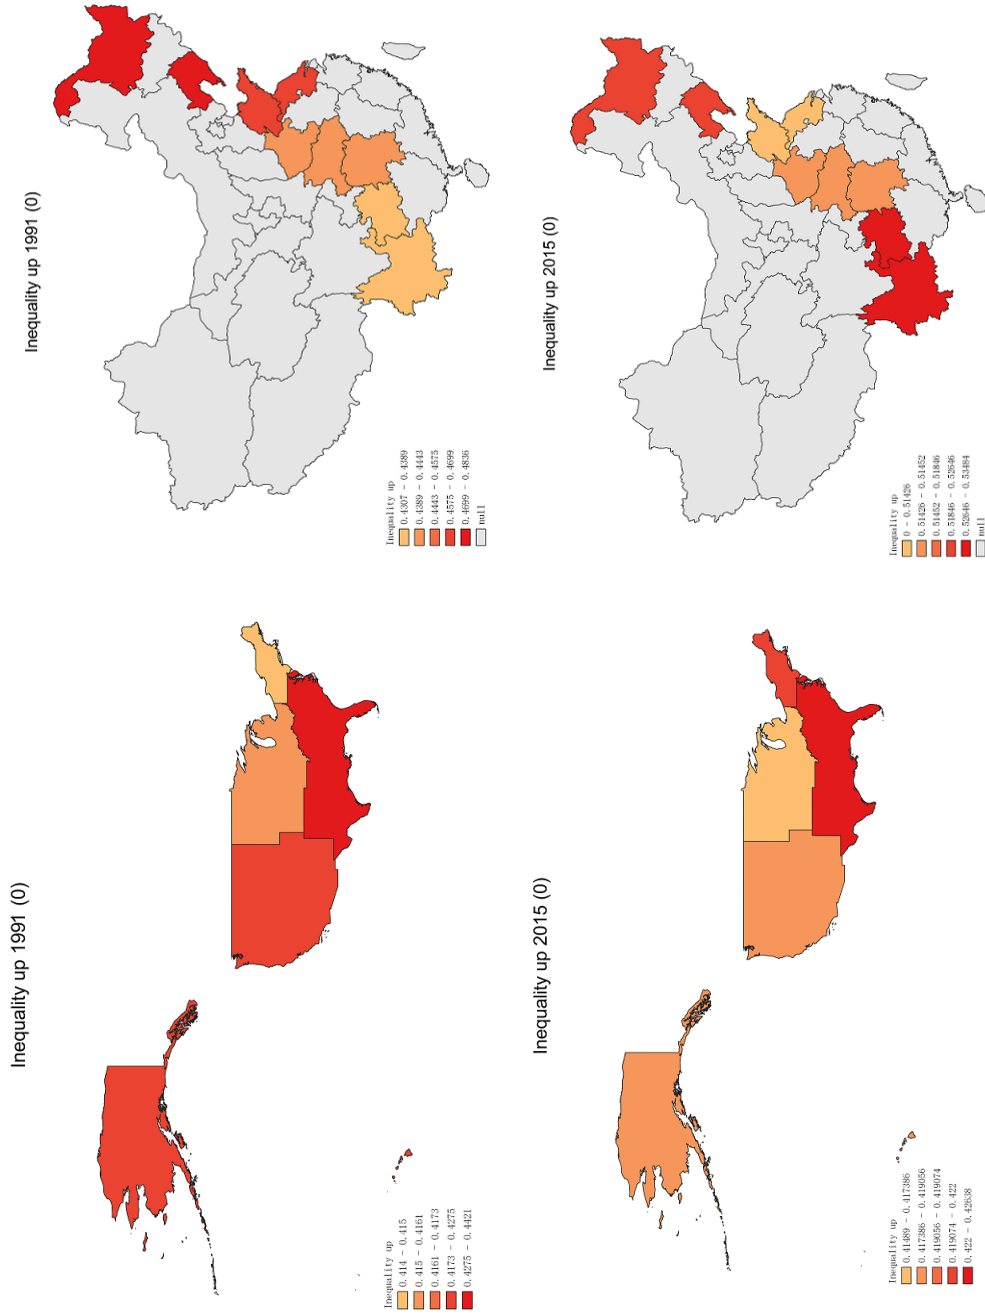 Inequality up 1991 (0)
Inequality up
0.414 - 0.415
0.415 - 0.4161
0.4161 - 0.4173
0.4173 - 0.4275
0.4275 - 0.4421
Inequality up 1991 (0)
Inequality up
0.4307 - 0.4389
0.4389 - 0.4443
0.4443 - 0.4575
0.4575 - 0.4699
0.4699 - 0.4836
null
Inequality up 2015 (0)
Inequality up
0.41489 - 0.417386
0.417386 - 0.419056
0.419056 - 0.419074
0.419074 - 0.422
0.422 - 0.42638
Inequality up 2015 (0)
Inequality up
0 - 0.51426
0.51426 - 0.51452
0.51452 - 0.51846
0.51846 - 0.52646
0.52646 - 0.53484
null